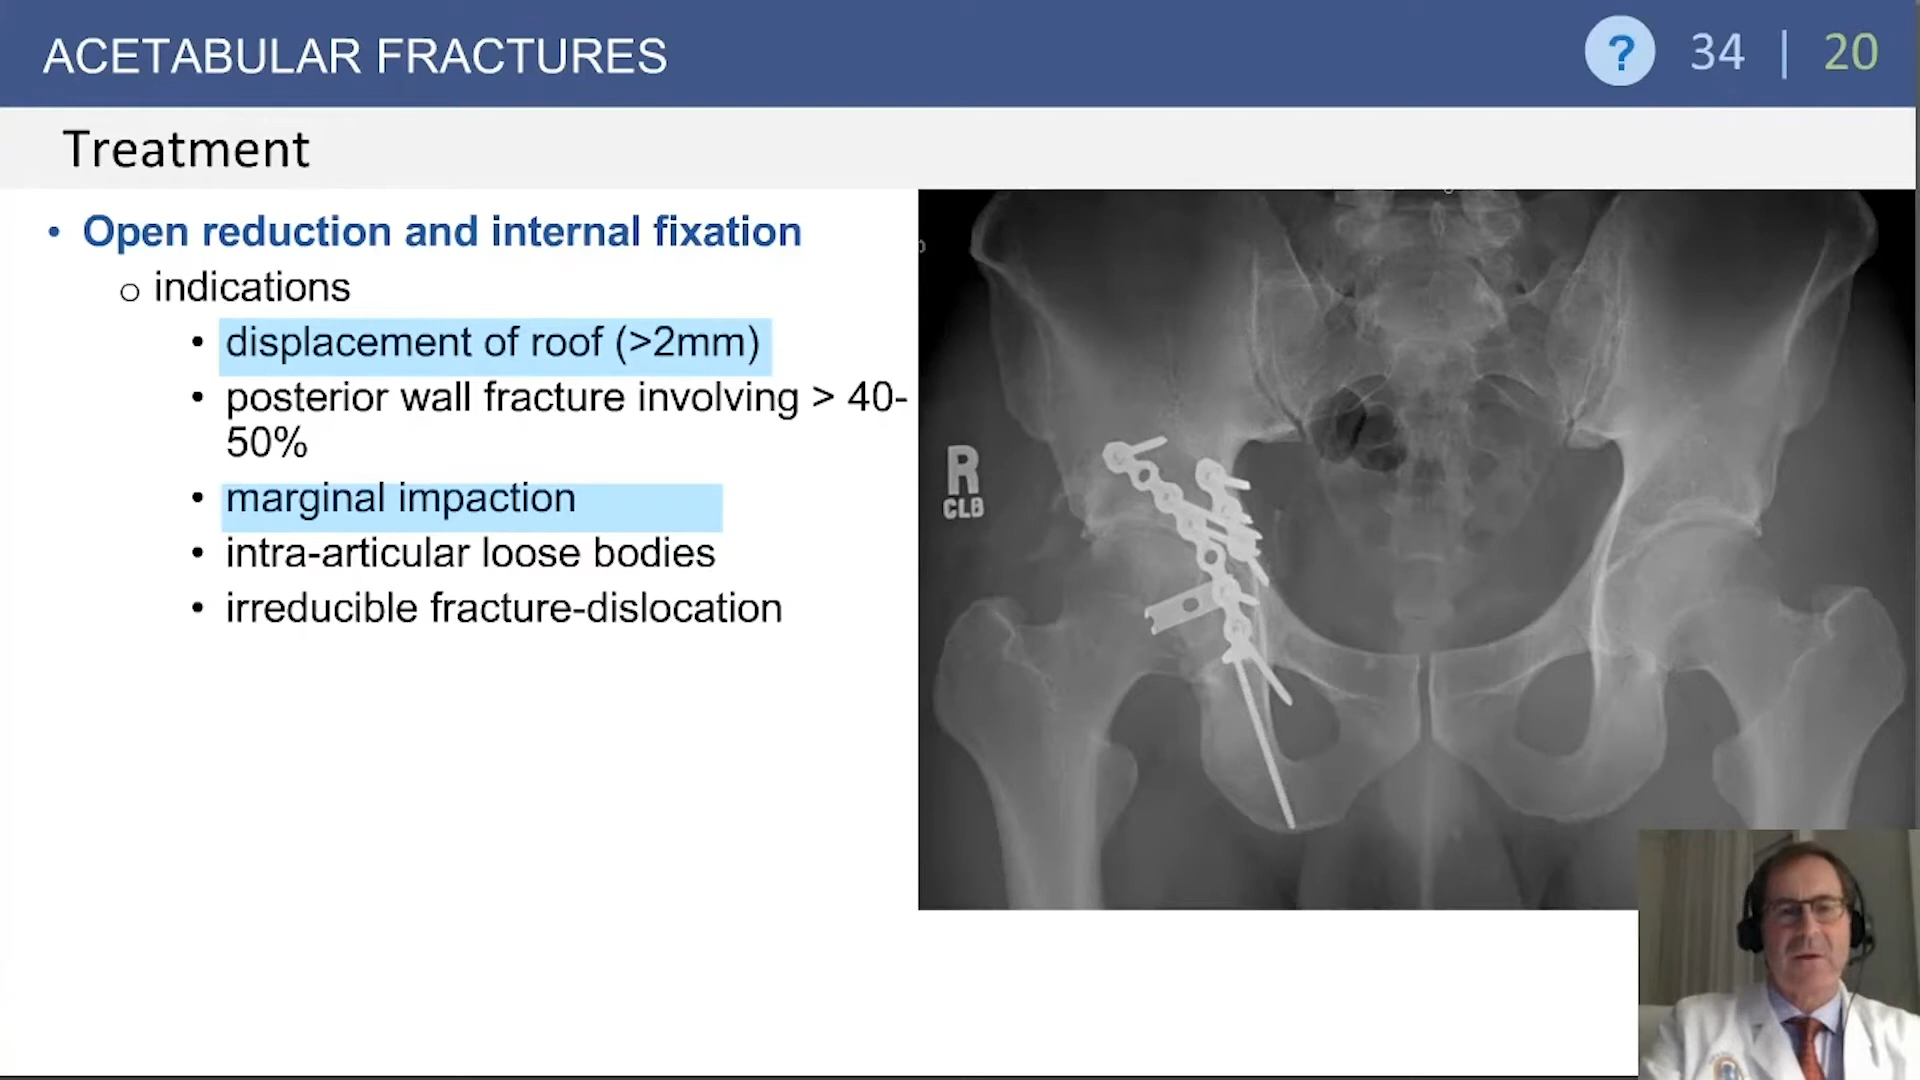 ACETABULAR FRACTURES
? 34 | 20
Treatment
• Open reduction and internal fixation
o indications
• displacement of roof (>2mm)
• posterior wall fracture involving > 40-
50%
• marginal impaction
• intra-articular loose bodies
• irreducible fracture-dislocation
R
CLB